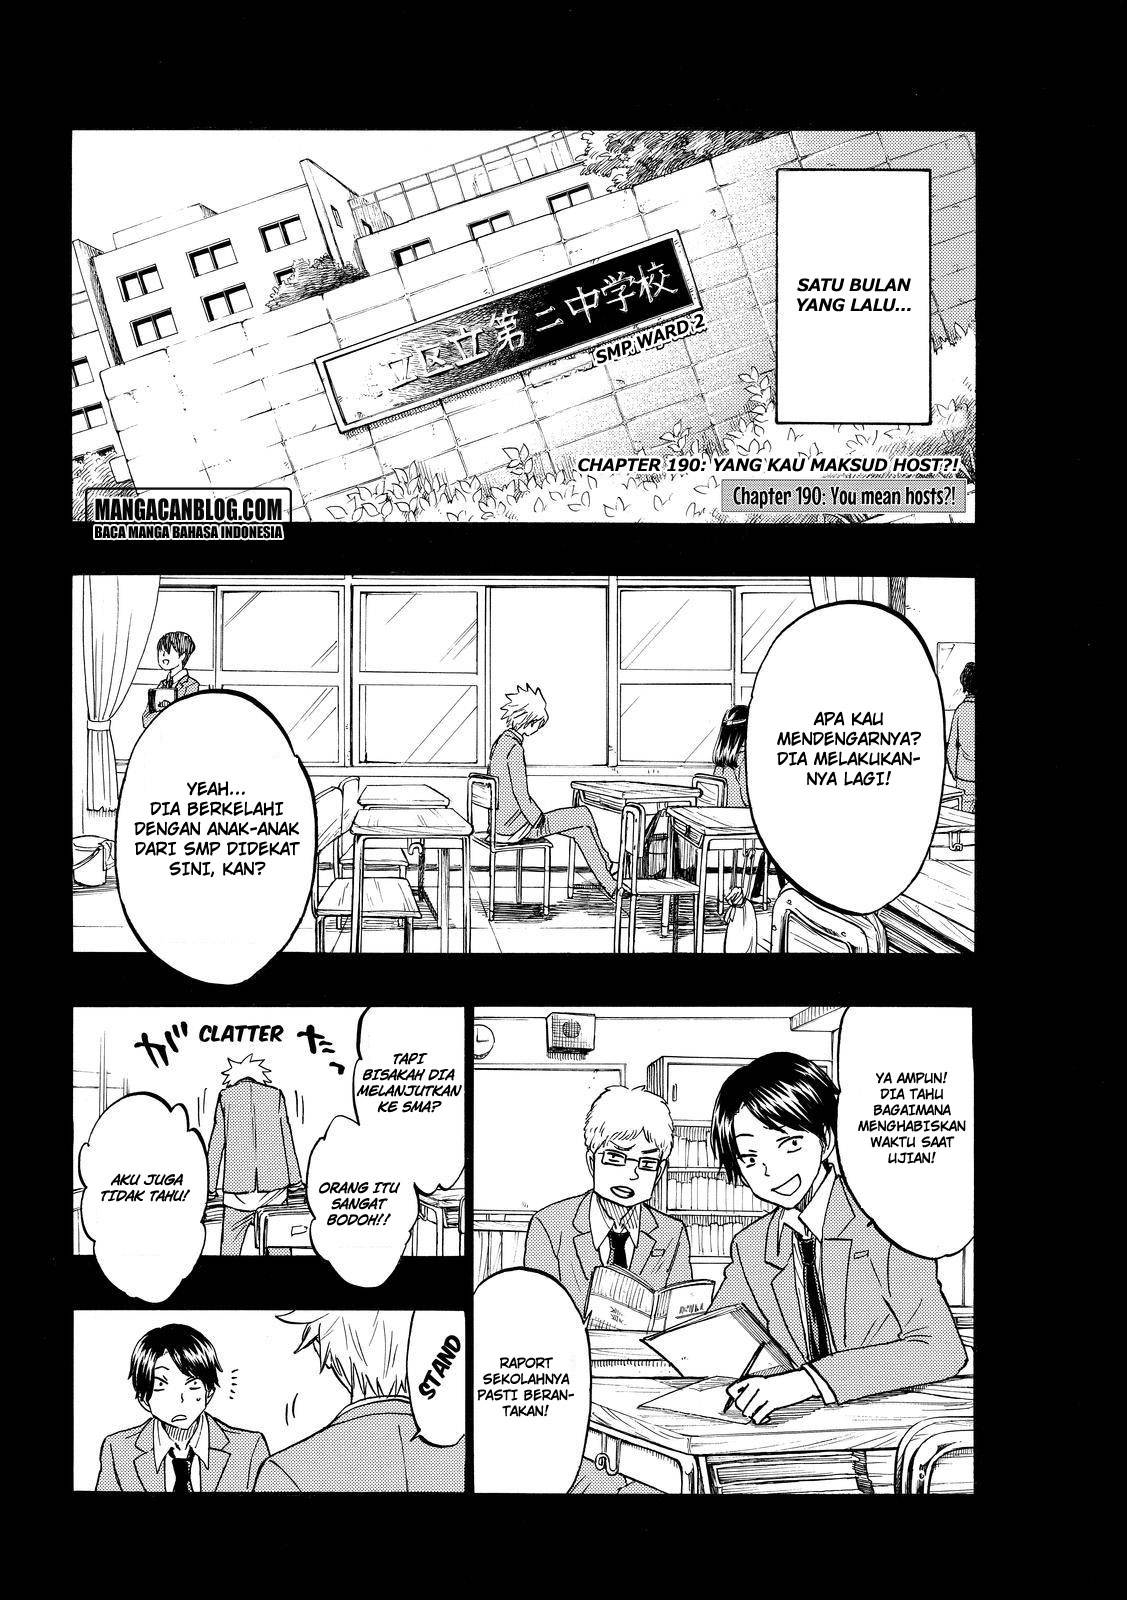 SATU BULAN
YANG LALU...
区立第二中学校
SMP WARD 2
CHAPTER 190: YANG KAU MAKSUD HOST?!
Chapter 190: You mean hosts?!
MANGACANBLOG.COM
BACA MANGA BAHASA INDONESIA
APA KAU
MENDENGARNYA?
DIA MELAKUKAN-
NYA LAGI!
YEAH...
DIA BERKELAHI
DENGAN ANAK-ANAK
DARI SMP DIDEKAT
SINI, KAN?
YA AMPUN!
DIA TAHU
BAGAIMANA
MENGHABISKAN
WAKTU SAAT
UJIAN!
RAPORT
SEKOLAHNYA
PASTI BERAN-
TAKAN!
TAPI
BISAKAH DIA
MELANJUTKAN
KE SMA?
ガ
CLATTER
タッ
ORANG ITU
SANGAT
BODOH!!
AKU JUGA
TIDAK TAHU!
STAND